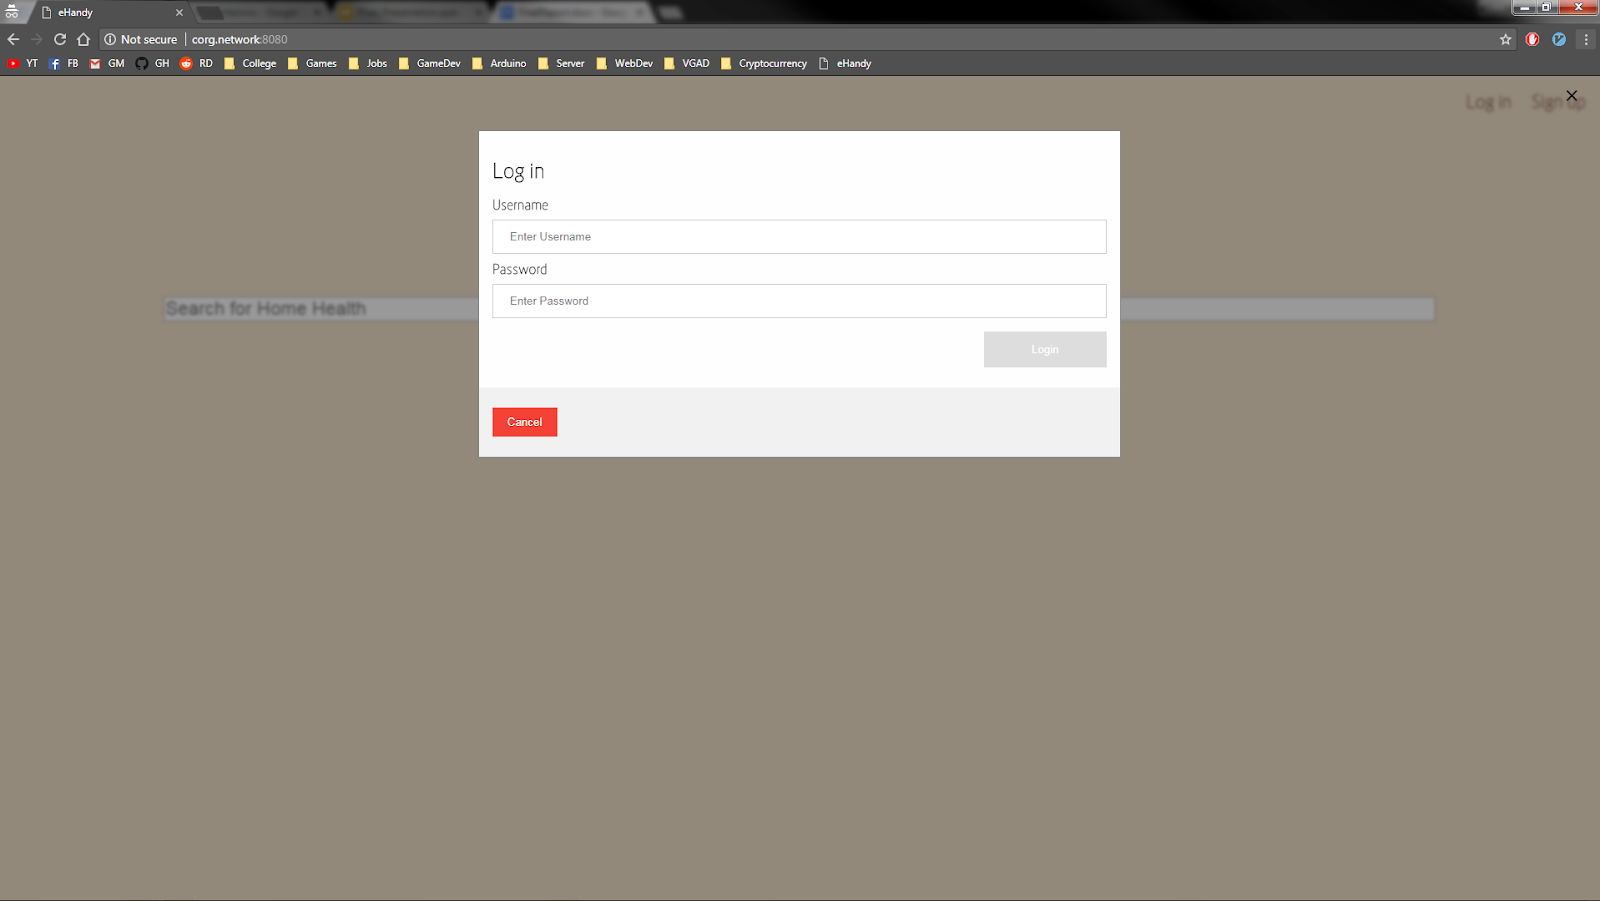 eHandy
Not secure | corg.network:8080
YT FB GM GH RD College Games Jobs GameDev Arduino Server WebDev VGAD Cryptocurrency eHandy
Log in Sign up
Log in
Username
Enter Username
Password
Enter Password
Search for Home Health
Login
Cancel